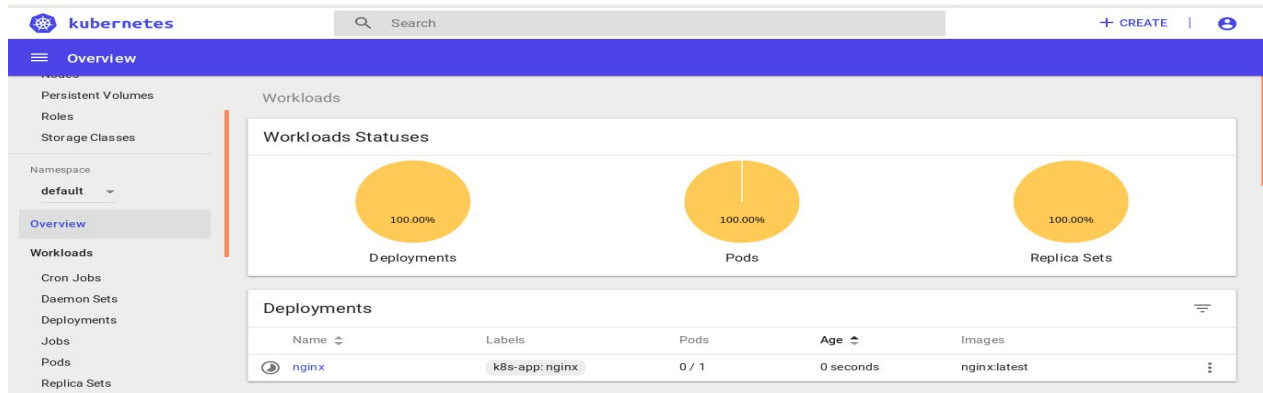 kubernetes
Search
+ CREATE |
Overview
Nodes
Persistent Volumes
Roles
Storage Classes
Namespace
default
Overview
Workloads
Cron Jobs
Daemon Sets
Deployments
Jobs
Pods
Replica Sets
Workloads
Workloads Statuses
100.00% 100.00% 100.00%
Deployments Pods Replica Sets
Deployments
Name Labels Pods Age Images
nginx k8s-app: nginx 0 / 1 0 seconds nginx:latest